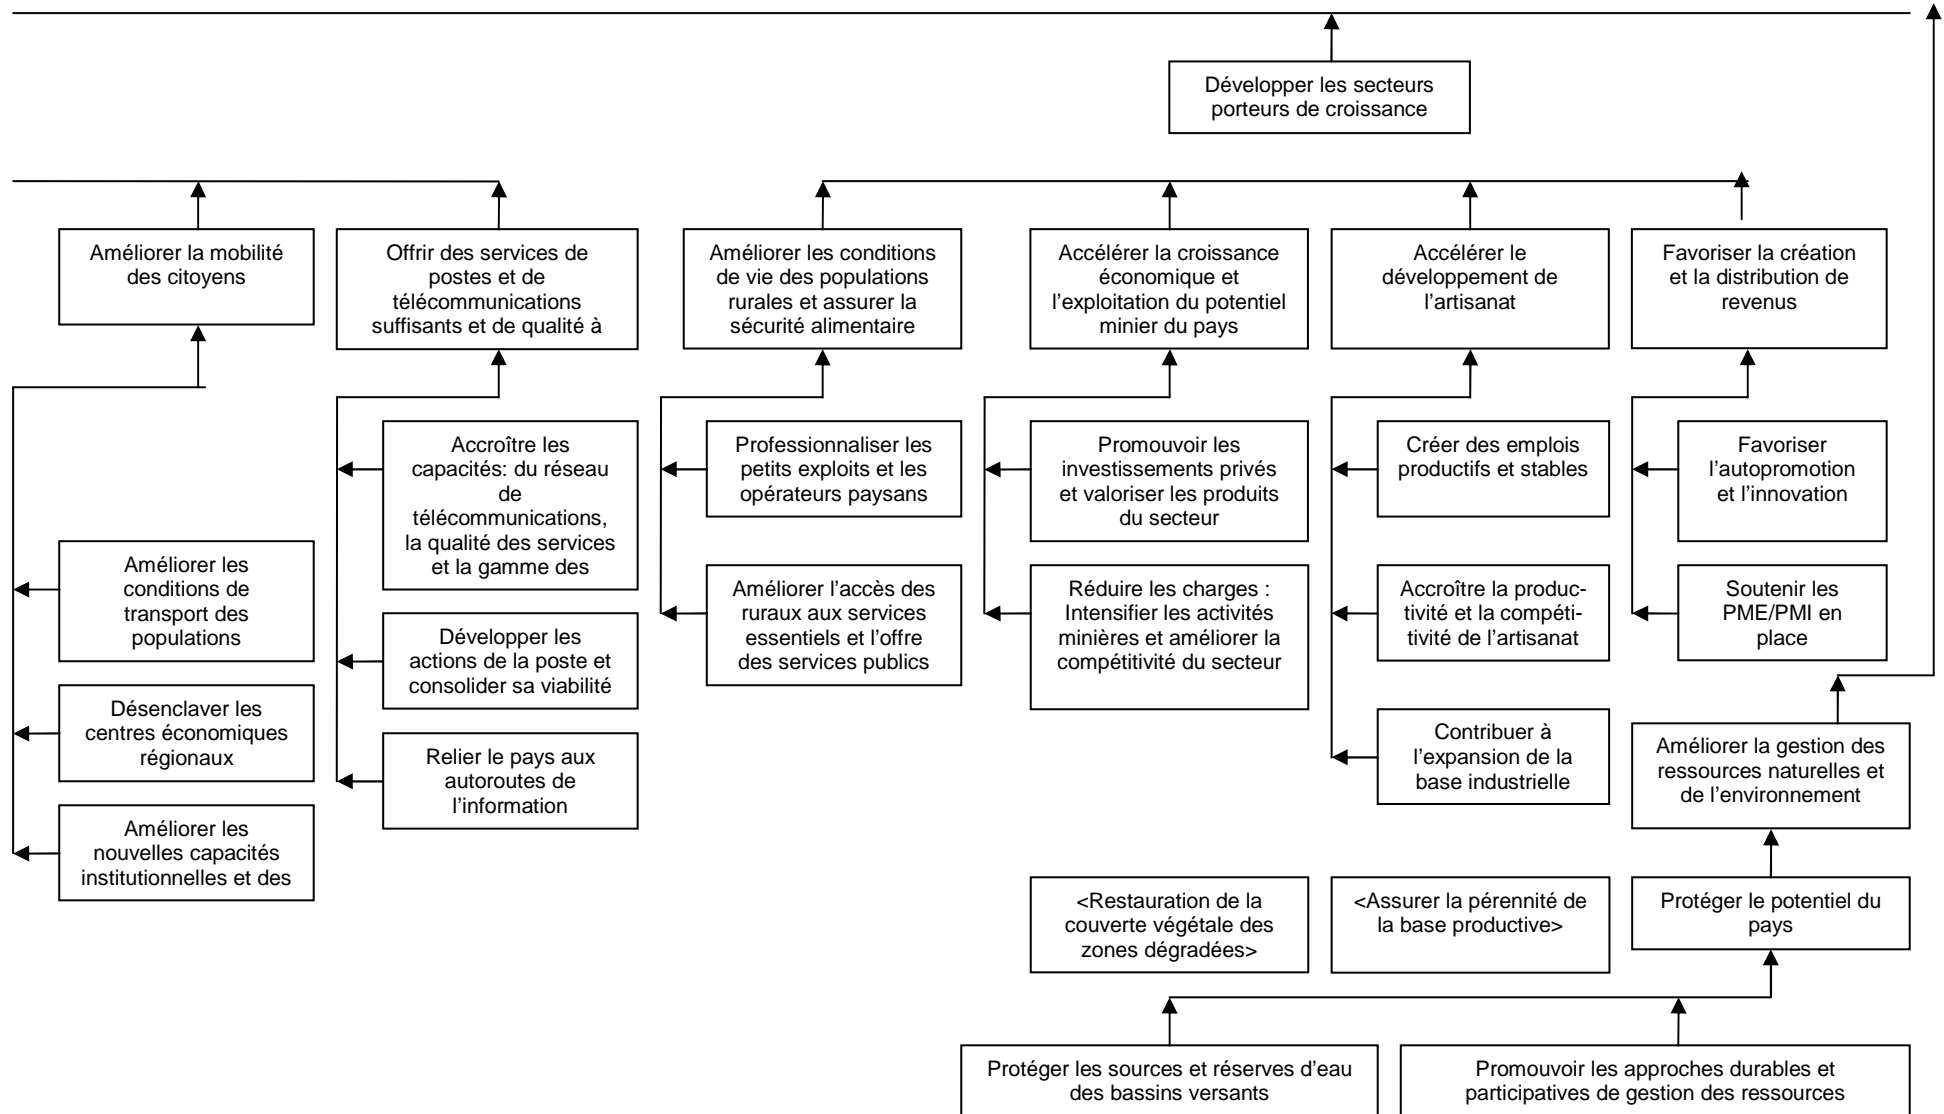 Développer les secteurs
porteurs de croissance
Améliorer la mobilité
des citoyens
Offrir des services de
postes et de
télécommunications
suffisants et de qualité à
Améliorer les conditions
de vie des populations
rurales et assurer la
sécurité alimentaire
Accélérer la croissance
économique et
l’exploitation du potentiel
minier du pays
Accélérer le
développement de
l’artisanat
Favoriser la création
et la distribution de
revenus
Accroître les
capacités: du réseau
de
télécommunications,
la qualité des services
et la gamme des
Professionnaliser les
petits exploits et les
opérateurs paysans
Promouvoir les
investissements privés
et valoriser les produits
du secteur
Créer des emplois
productifs et stables
Favoriser
l’autopromotion
et l’innovation
Améliorer les
conditions de
transport des
populations
Améliorer l’accès des
ruraux aux services
essentiels et l’offre
des services publics
Réduire les charges :
Intensifier les activités
minières et améliorer la
compétitivité du secteur
Accroître la produc-
tivité et la compéti-
tivité de l’artisanat
Soutenir les
PME/PMI en
place
Développer les
actions de la poste et
consolider sa viabilité
Désenclaver les
centres économiques
régionaux
Relier le pays aux
autoroutes de
l’information
Contribuer à
l’expansion de la
base industrielle
Améliorer la gestion des
ressources naturelles et
de l’environnement
Améliorer les
nouvelles capacités
institutionnelles et des
<Restauration de la
couverte végétale des
zones dégradées>
<Assurer la pérennité de
la base productive>
Protéger le potentiel du
pays
Protéger les sources et réserves d’eau
des bassins versants
Promouvoir les approches durables et
participatives de gestion des ressources